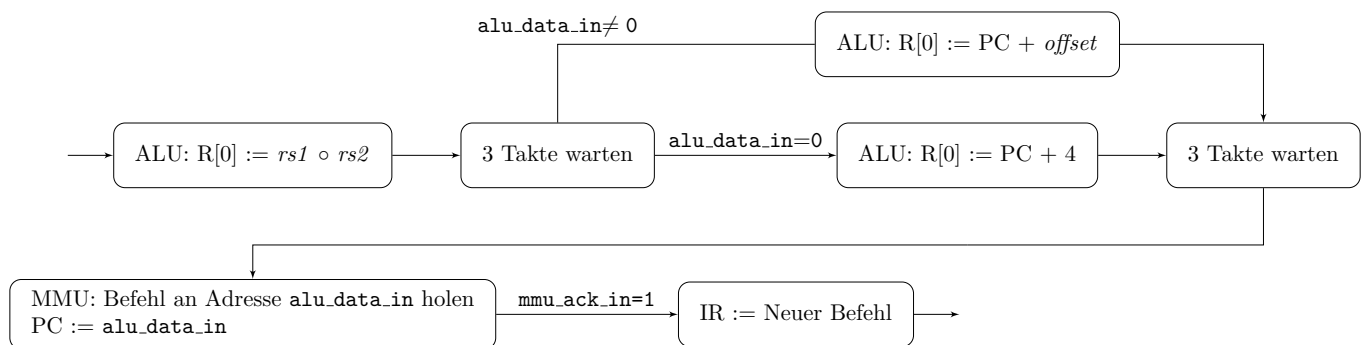 alu_data_in≠ 0
ALU: R[0] := PC + offset
ALU: R[0] := rs1 ∘ rs2
3 Takte warten
alu_data_in=0
ALU: R[0] := PC + 4
3 Takte warten
MMU: Befehl an Adresse alu_data_in holen
PC := alu_data_in
mmu_ack_in=1
IR := Neuer Befehl